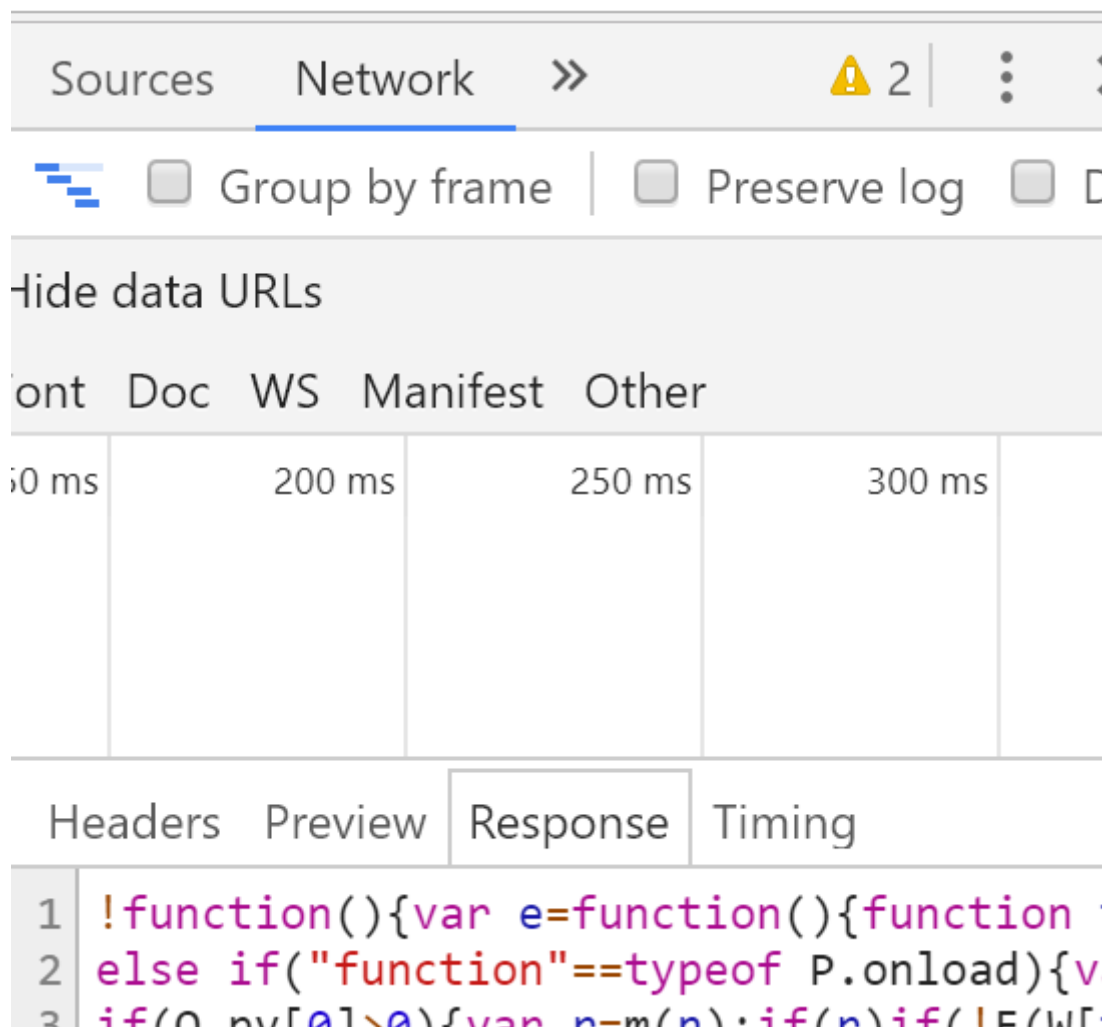 Sources Network » 2
Group by frame Preserve log
Hide data URLs
Doc WS Manifest Other
200 ms 250 ms 300 ms
Headers Preview Response Timing
1 !function(){var e=function(){function
2 else if("function"==typeof P.onload){v